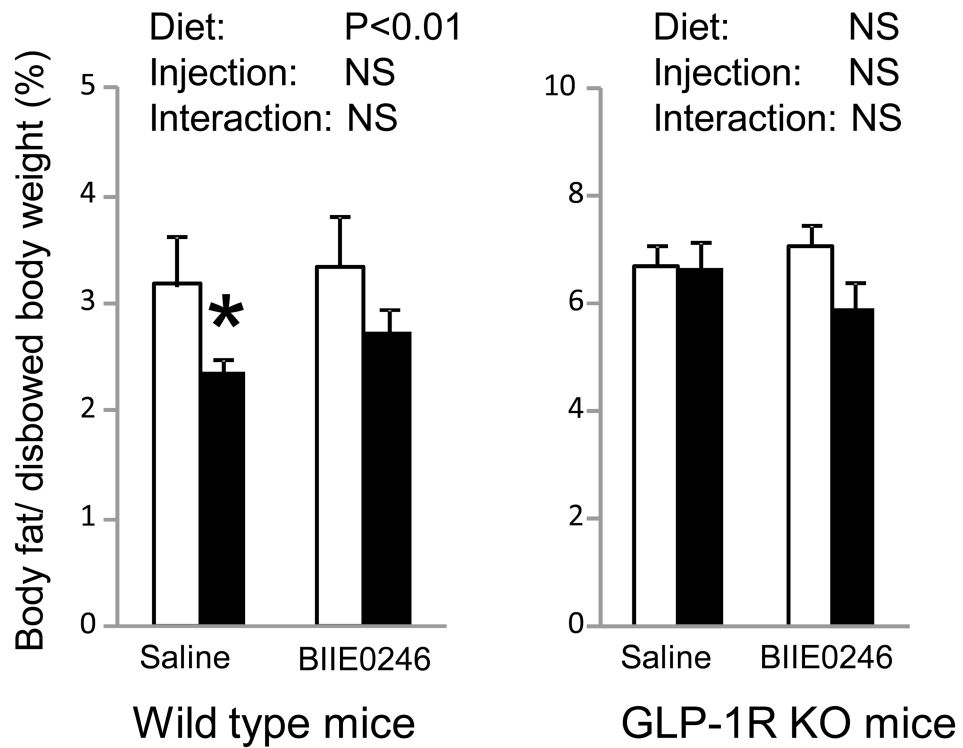 Diet: P<0.01
Injection: NS
Interaction: NS
Body fat/ disbowed body weight (%)
5
4
3
2
1
0
*
Saline BIIE0246
Wild type mice
Diet: NS
Injection: NS
Interaction: NS
10
8
6
4
2
0
Saline BIIE0246
GLP-1R KO mice